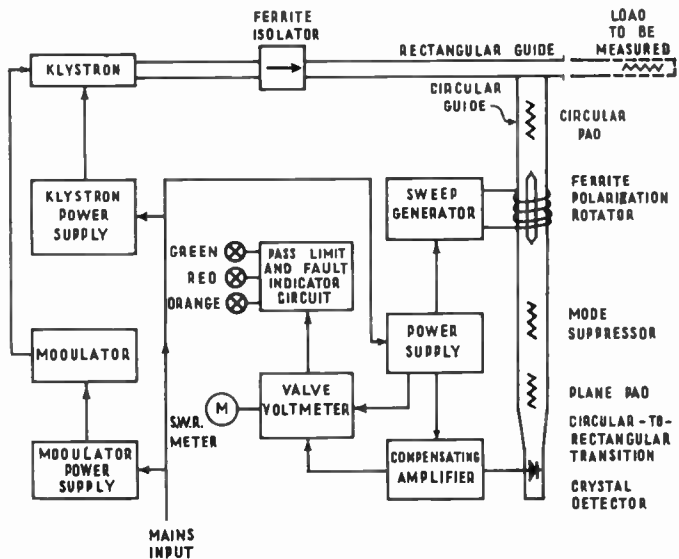 FERRITE
ISOLATOR
LOAD
TO BE
MEASURED
RECTANGULAR GUIDE
KLYSTRON
CIRCULAR
GUIDE
CIRCULAR
PAD
KLYSTRON
POWER
SUPPLY
SWEEP
GENERATOR
FERRITE
POLARIZATION
ROTATOR
GREEN
RED
ORANGE
PASS LIMIT
AND FAULT
INDICATOR
CIRCUIT
MODULATOR
POWER
SUPPLY
MODE
SUPPRESSOR
M
S.W.R.
METER
VALVE
VOLTMETER
PLANE PAD
MODULATOR
POWER
SUPPLY
COMPENSATING
AMPLIFIER
CIRCULAR-TO-
RECTANGULAR
TRANSITION
CRYSTAL
DETECTOR
MAINS
INPUT